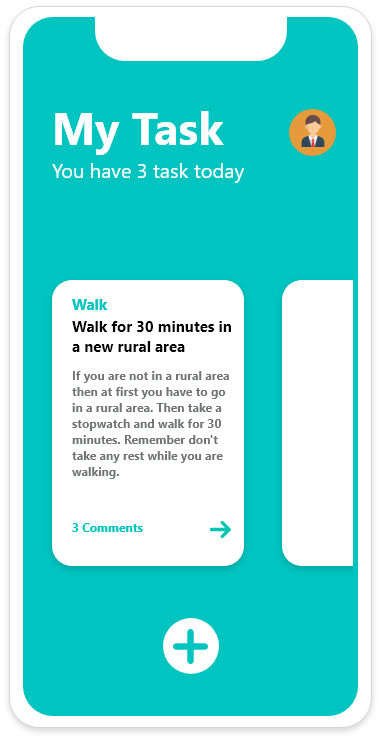 My Task
You have 3 task today
Walk
Walk for 30 minutes in
a new rural area
If you are not in a rural area
then at first you have to go
in a rural area. Then take a
stopwatch and walk for 30
minutes. Remember don't
take any rest while you are
walking.
3 Comments